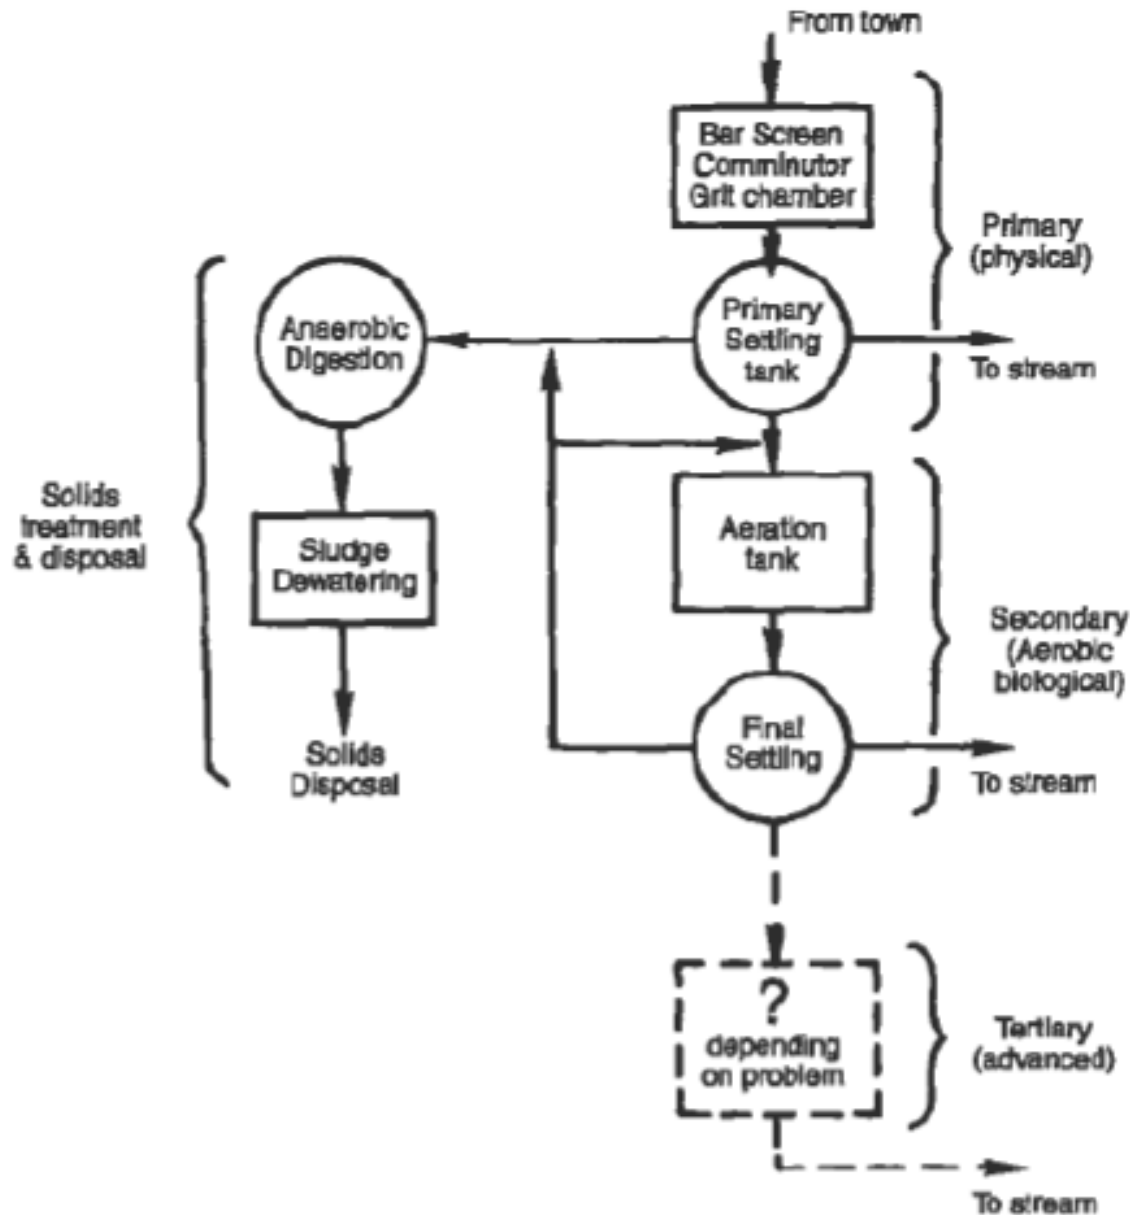 From town
Bar Screen
Comminutor
Grit chamber
Primary
(physical)
Primary
Settling
tank
To stream
Anaerobic
Digestion
Solids
treatment
& disposal
Sludge
Dewatering
Solids
Disposal
Aeration
tank
Secondary
(Aerobic
biological)
Final
Settling
To stream
?
depending
on problem
Tertiary
(advanced)
To stream